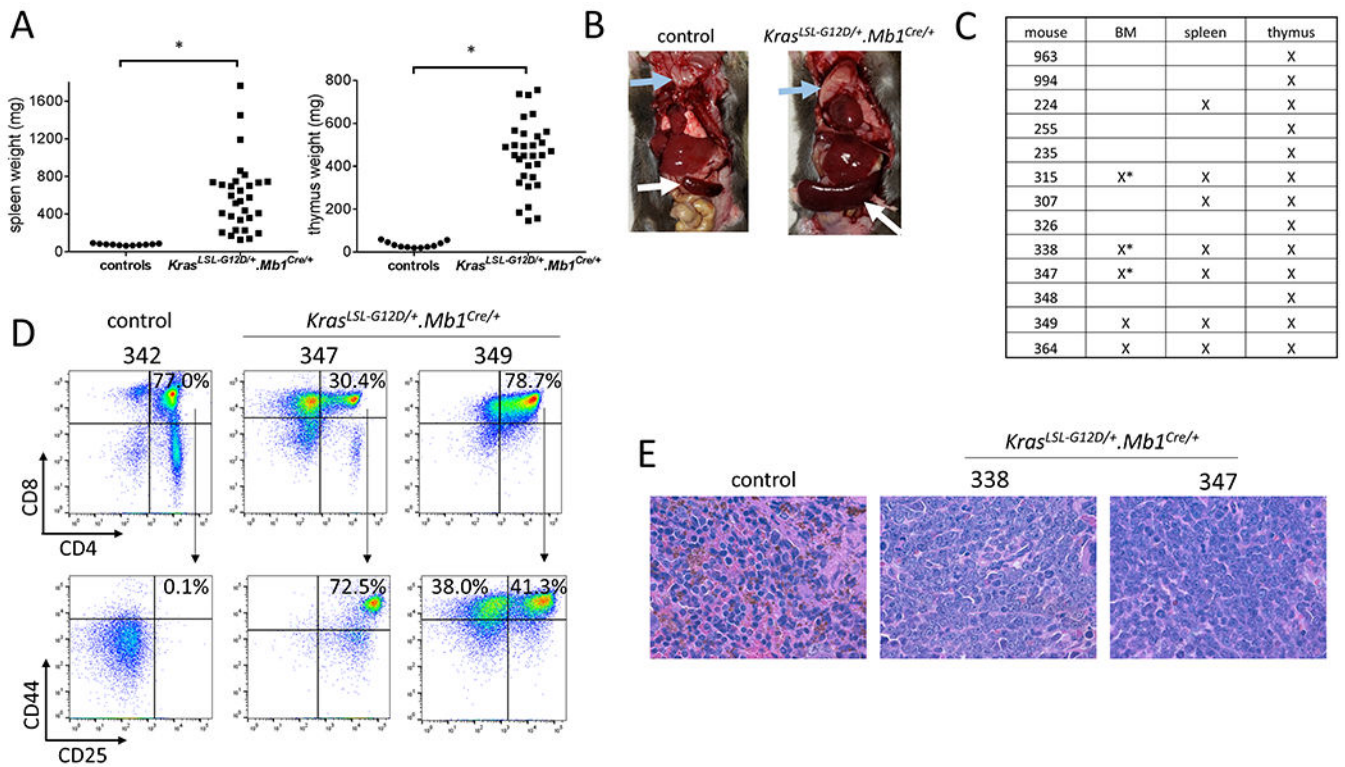 A
*
*
spleen weight (mg)
1600
1200
800
400
0
controls
Kras^LSL-G12D/+.Mb1^Cre/+
thymus weight (mg)
800
600
400
200
0
controls
Kras^LSL-G12D/+.Mb1^Cre/+
B
control
Kras^LSL-G12D/+.Mb1^Cre/+
C
mouse BM spleen thymus
963 X
994 X
224 X X
255 X
235 X
315 X* X X
307 X X
326 X
338 X* X X
347 X* X X
348 X
349 X X X
364 X X X
D
control
Kras^LSL-G12D/+.Mb1^Cre/+
342 347 349
77.0% 30.4% 78.7%
CD8
CD4
0.1% 72.5% 38.0% 41.3%
CD44
CD25
E
Kras^LSL-G12D/+.Mb1^Cre/+
control 338 347